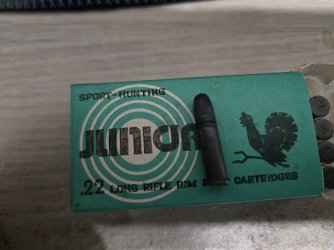 SPORT-HUNTING
JUNIOR
.22 LONG RIFLE RIM CARTRIDGES